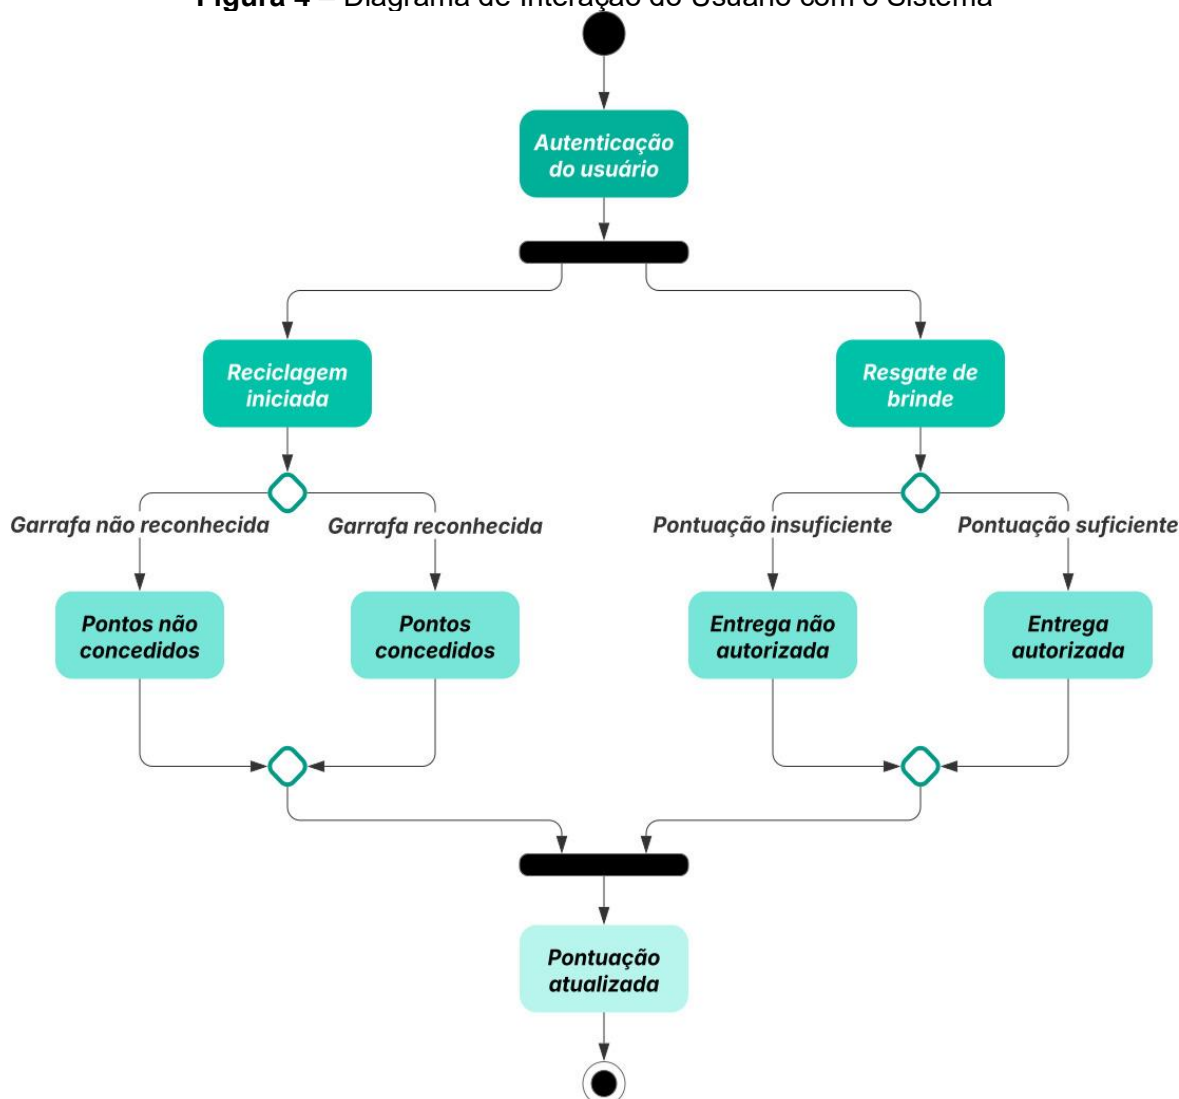 Figura 4 – Diagrama de Interação do Usuário com o Sistema
Autenticação
do usuário
Reciclagem
iniciada
Resgate de
brinde
Garrafa não reconhecida
Garrafa reconhecida
Pontuação insuficiente
Pontuação suficiente
Pontos não
concedidos
Pontos
concedidos
Entrega não
autorizada
Entrega
autorizada
Pontuação
atualizada